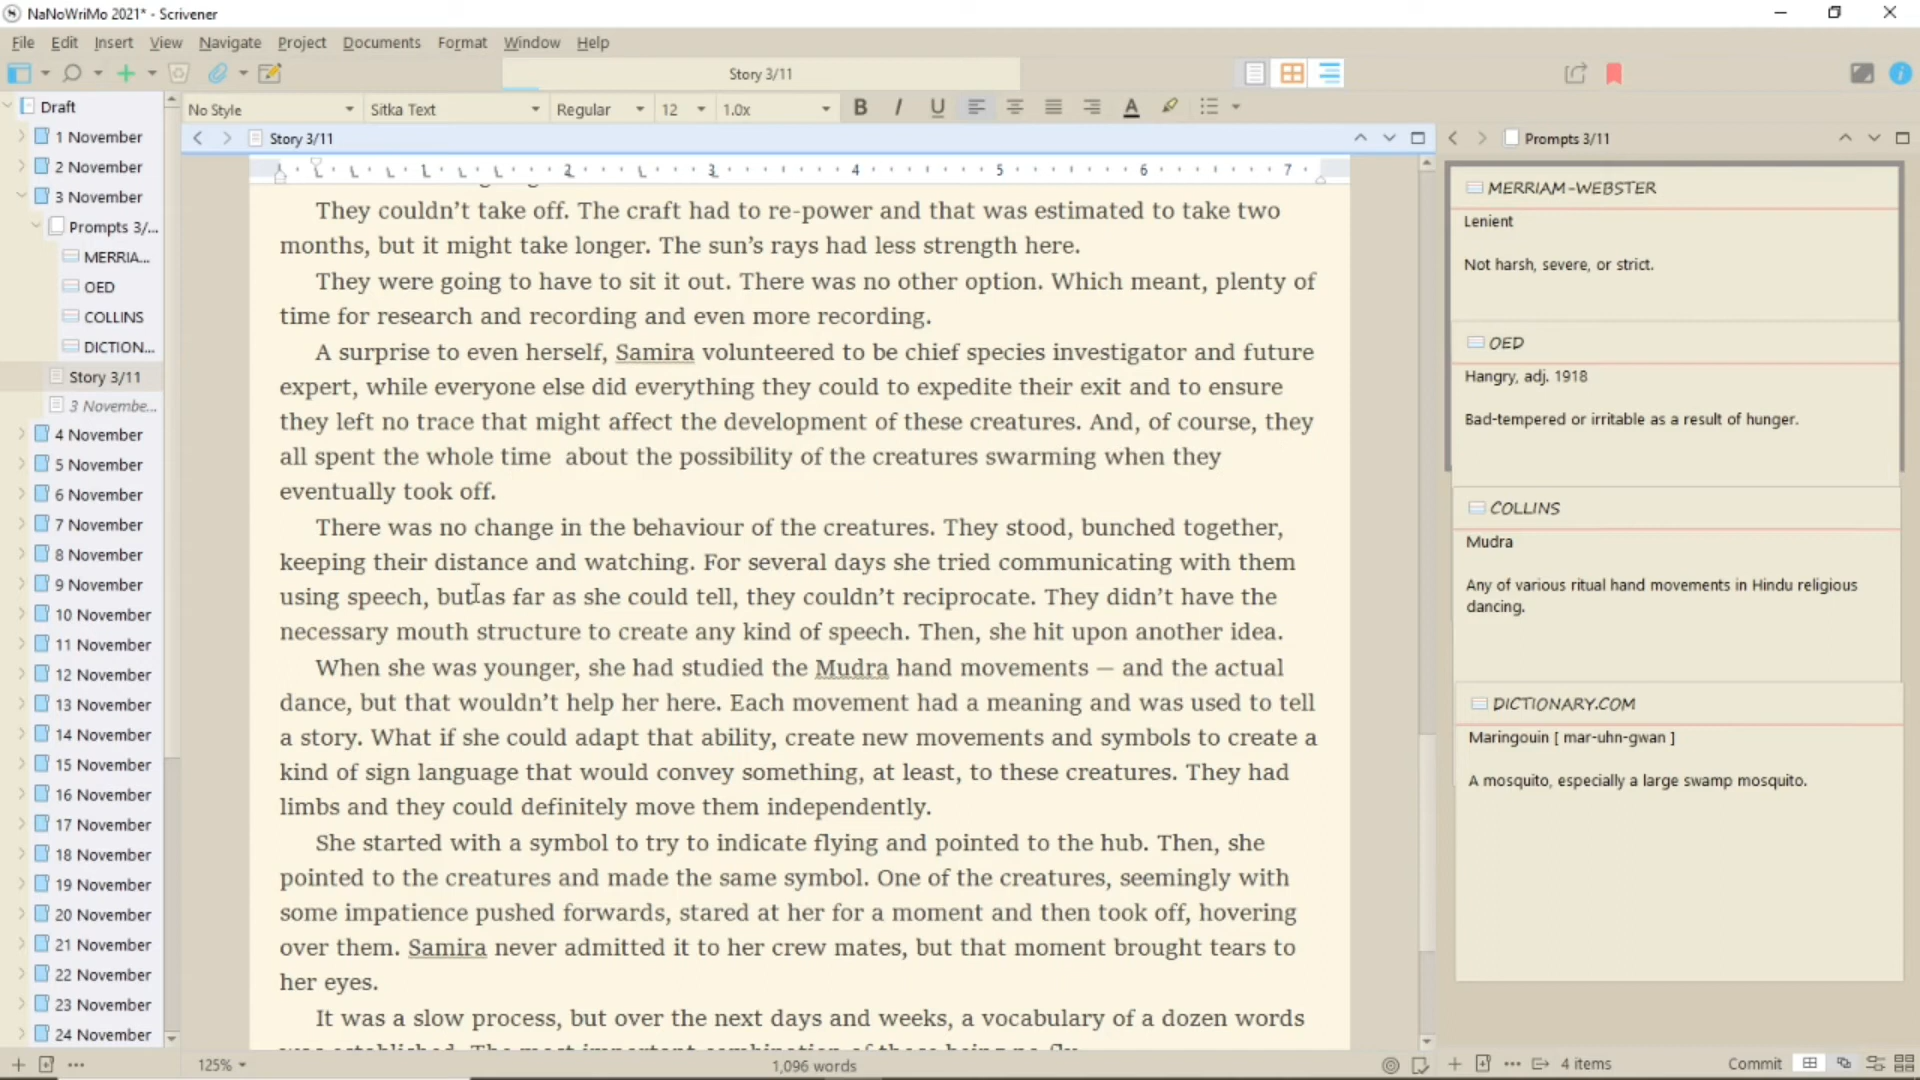 NaNoWriMo 2021* - Scrivener
File Edit Insert View Navigate Project Documents Format Window Help
Story 3/11
No Style Sitka Text Regular 12 1.0x B I U A
Draft
1 November
2 November
3 November
Prompts 3/...
MERRIA...
OED
COLLINS
DICTION...
Story 3/11
3 Novembe...
4 November
5 November
6 November
7 November
8 November
9 November
10 November
11 November
12 November
13 November
14 November
15 November
16 November
17 November
18 November
19 November
20 November
21 November
22 November
23 November
24 November
Story 3/11
1 2 3 4 5 6 7
They couldn’t take off. The craft had to re-power and that was estimated to take two
months, but it might take longer. The sun’s rays had less strength here.
They were going to have to sit it out. There was no other option. Which meant, plenty of
time for research and recording and even more recording.
A surprise to even herself, Samira volunteered to be chief species investigator and future
expert, while everyone else did everything they could to expedite their exit and to ensure
they left no trace that might affect the development of these creatures. And, of course, they
all spent the whole time  about the possibility of the creatures swarming when they
eventually took off.
There was no change in the behaviour of the creatures. They stood, bunched together,
keeping their distance and watching. For several days she tried communicating with them
using speech, but as far as she could tell, they couldn’t reciprocate. They didn’t have the
necessary mouth structure to create any kind of speech. Then, she hit upon another idea.
When she was younger, she had studied the Mudra hand movements — and the actual
dance, but that wouldn’t help her here. Each movement had a meaning and was used to tell
a story. What if she could adapt that ability, create new movements and symbols to create a
kind of sign language that would convey something, at least, to these creatures. They had
limbs and they could definitely move them independently.
She started with a symbol to try to indicate flying and pointed to the hub. Then, she
pointed to the creatures and made the same symbol. One of the creatures, seemingly with
some impatience pushed forwards, stared at her for a moment and then took off, hovering
over them. Samira never admitted it to her crew mates, but that moment brought tears to
her eyes.
It was a slow process, but over the next days and weeks, a vocabulary of a dozen words
125% 1,096 words
Prompts 3/11
MERRIAM-WEBSTER
Lenient
Not harsh, severe, or strict.
OED
Hangry, adj. 1918
Bad-tempered or irritable as a result of hunger.
COLLINS
Mudra
Any of various ritual hand movements in Hindu religious
dancing.
DICTIONARY.COM
Maringouin [ mar-uhn-gwan ]
A mosquito, especially a large swamp mosquito.
4 items Commit